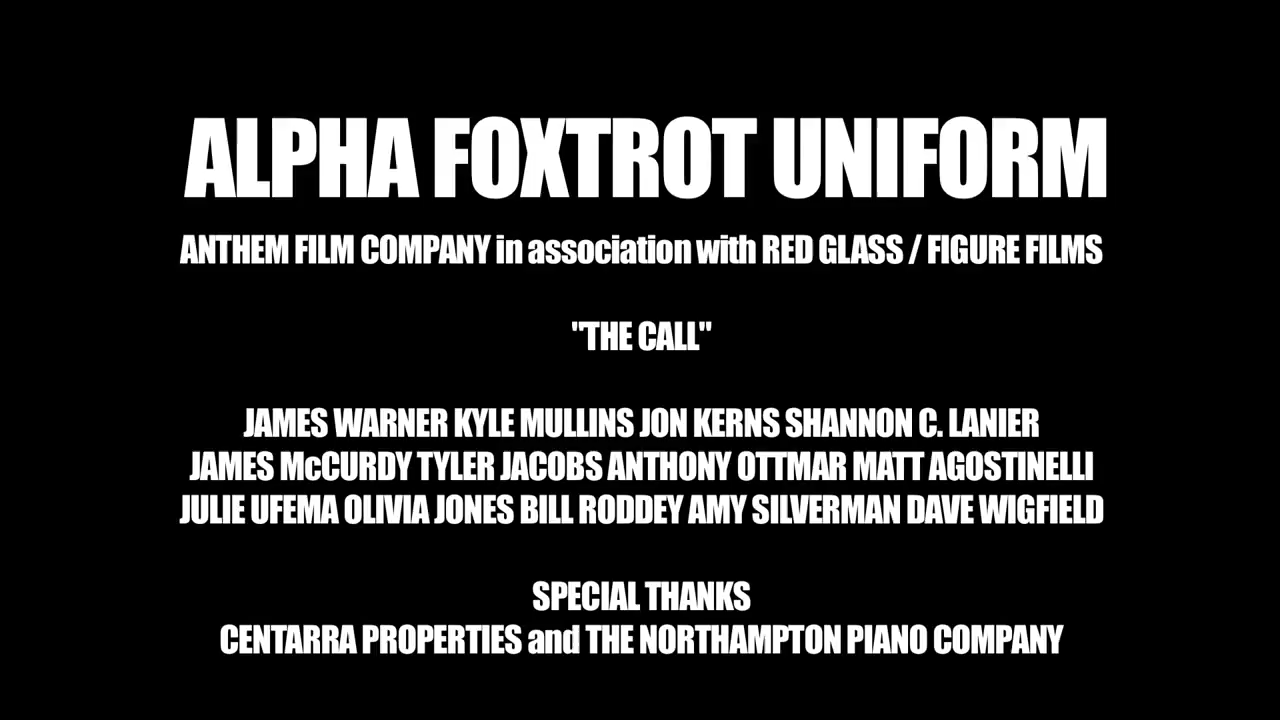 ALPHA FOXTROT UNIFORM
ANTHEM FILM COMPANY in association with RED GLASS / FIGURE FILMS
"THE CALL"
JAMES WARNER KYLE MULLINS JON KERNS SHANNON C. LANIER
JAMES McCURDY TYLER JACOBS ANTHONY OTTMAR MATT AGOSTINELLI
JULIE UFEMA OLIVIA JONES BILL RODDEY AMY SILVERMAN DAVE WIGFIELD
SPECIAL THANKS
CENTARRA PROPERTIES and THE NORTHAMPTON PIANO COMPANY